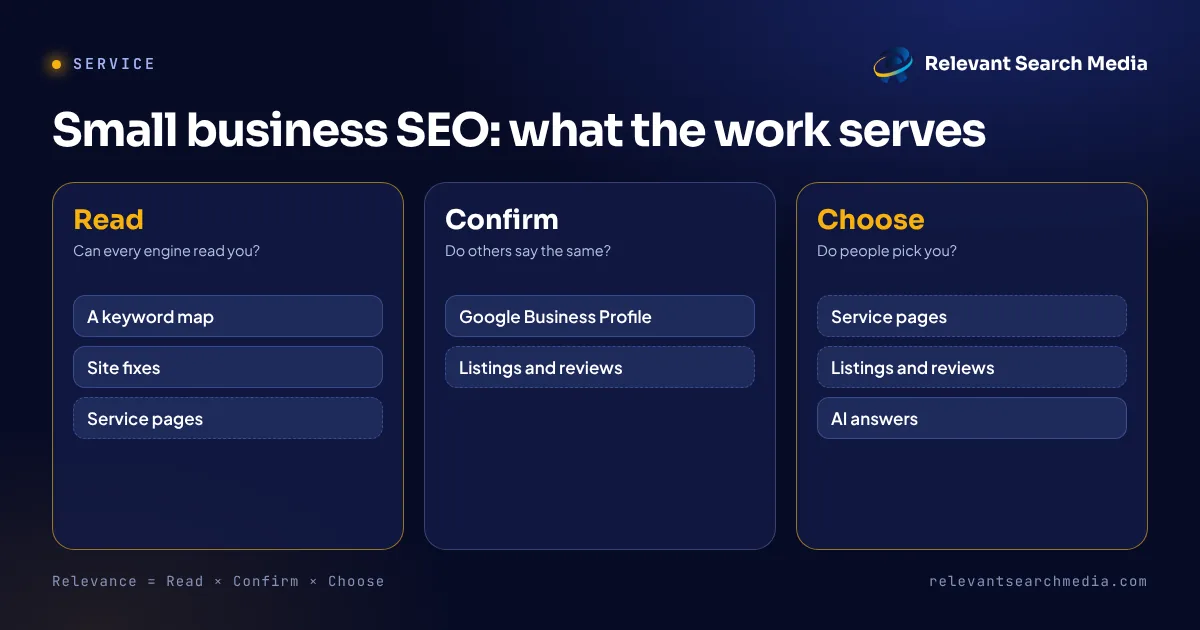 SERVICE
Relevant Search Media
Small business SEO: what the work serves
Read
Can every engine read you?
A keyword map
Site fixes
Service pages
Confirm
Do others say the same?
Google Business Profile
Listings and reviews
Choose
Do people pick you?
Service pages
Listings and reviews
AI answers
Relevance = Read × Confirm × Choose
relevantsearchmedia.com